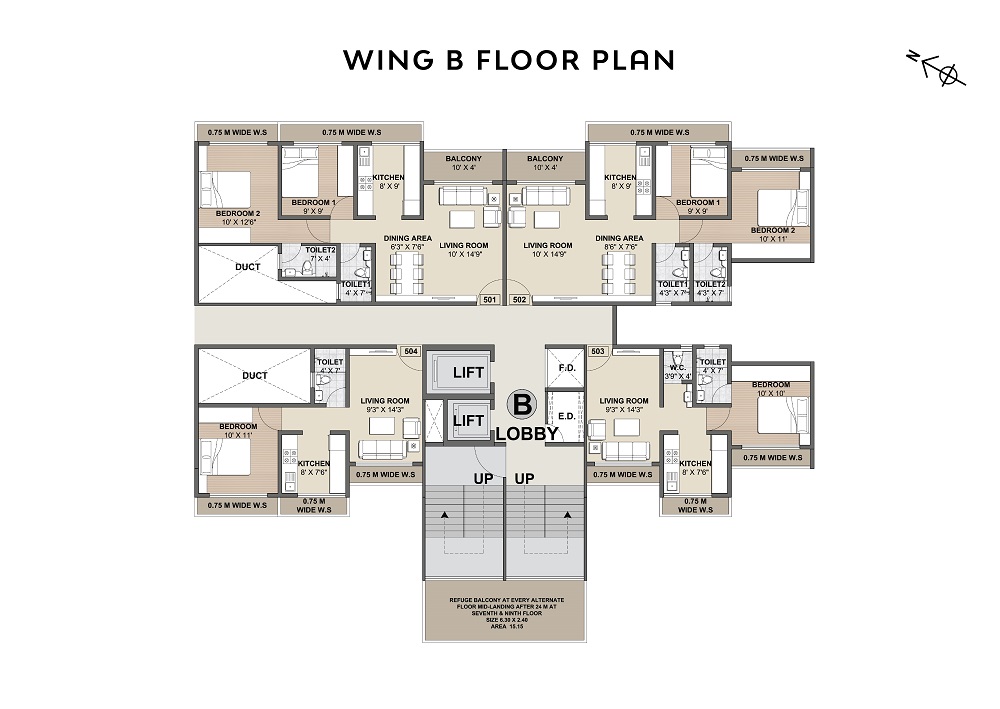 WING B FLOOR PLAN
N
0.75 M WIDE W.S
0.75 M WIDE W.S
0.75 M WIDE W.S
BALCONY
10' X 4'
BALCONY
10' X 4'
0.75 M WIDE W.S
KITCHEN
8' X 9'
KITCHEN
8' X 9'
BEDROOM 1
9' X 9'
BEDROOM 1
9' X 9'
BEDROOM 2
10' X 12'6"
BEDROOM 2
10' X 11'
DINING AREA
6'3" X 7'6"
LIVING ROOM
10' X 14'9"
LIVING ROOM
10' X 14'9"
DINING AREA
8'6" X 7'6"
TOILET2
7' X 4'
DUCT
TOILET1
4' X 7'
TOILET1
4'3" X 7'
TOILET2
4'3" X 7'
501
502
504
503
LIFT
F.D.
TOILET
4' X 7'
DUCT
W.C.
3'9" X 4'
TOILET
4' X 7'
BEDROOM
10' X 10'
LIVING ROOM
9'3" X 14'3"
LIVING ROOM
9'3" X 14'3"
B
LIFT
E.D.
LOBBY
BEDROOM
10' X 11'
KITCHEN
8' X 7'6"
KITCHEN
8' X 7'6"
0.75 M WIDE W.S
0.75 M WIDE W.S
0.75 M WIDE W.S
UP
UP
0.75 M WIDE W.S
0.75 M
WIDE W.S
0.75 M
WIDE W.S
REFUGE BALCONY AT EVERY ALTERNATE
FLOOR MID-LANDING AFTER 24 M AT
SEVENTH & NINTH FLOOR
SIZE 6.30 X 2.40
AREA 15.15